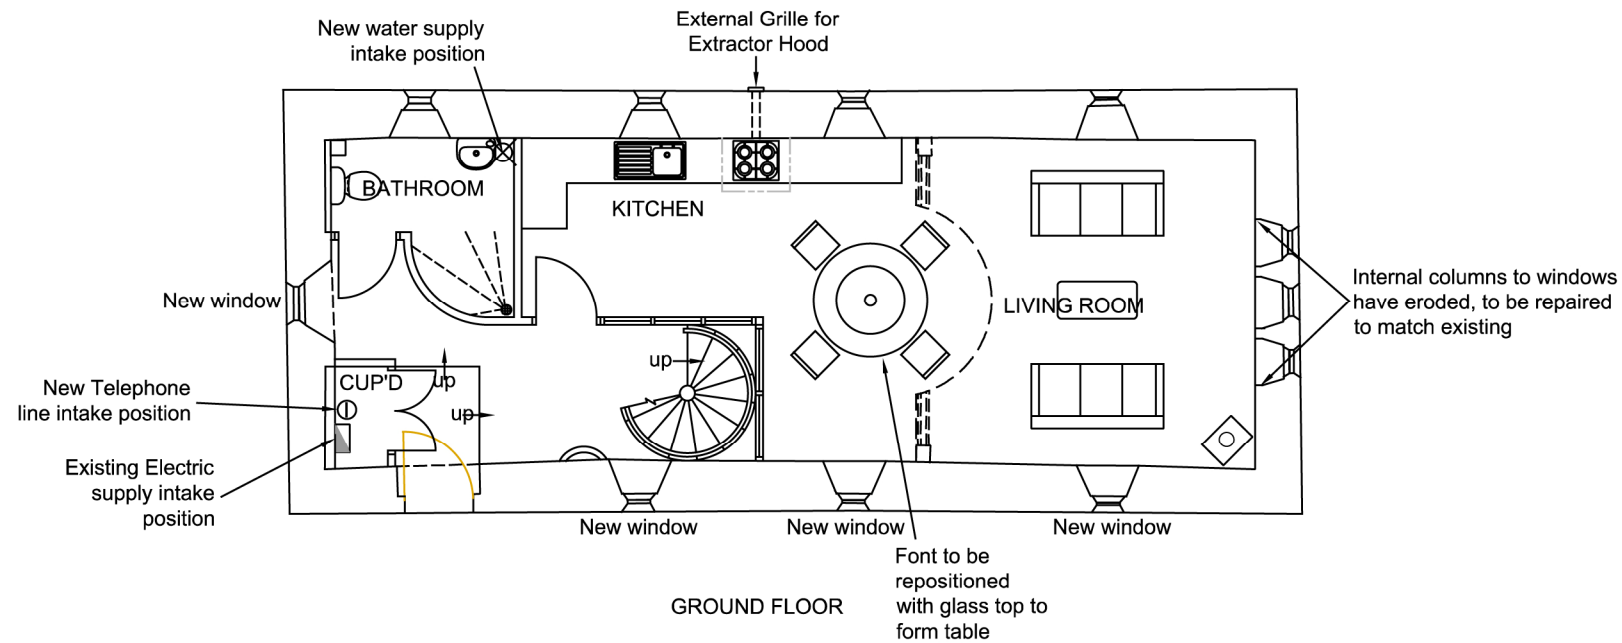 New water supply
intake position
External Grille for
Extractor Hood
BATHROOM
KITCHEN
New window
LIVING ROOM
Internal columns to windows
have eroded, to be repaired
to match existing
up
CUP'D
up
up
New Telephone
line intake position
Existing Electric
supply intake
position
New window
New window
New window
Font to be
repositioned
with glass top to
form table
GROUND FLOOR